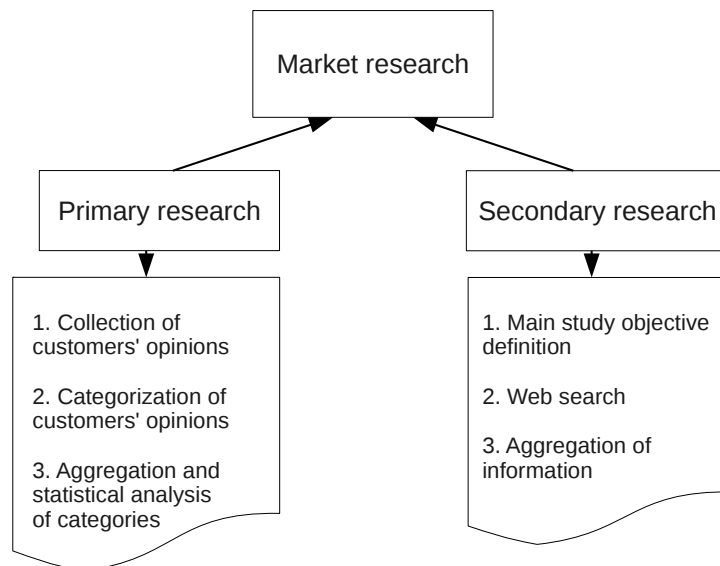 Market research
Primary research
Secondary research
1. Collection of
customers' opinions
2. Categorization of
customers' opinions
3. Aggregation and
statistical analysis
of categories
1. Main study objective
definition
2. Web search
3. Aggregation of
information